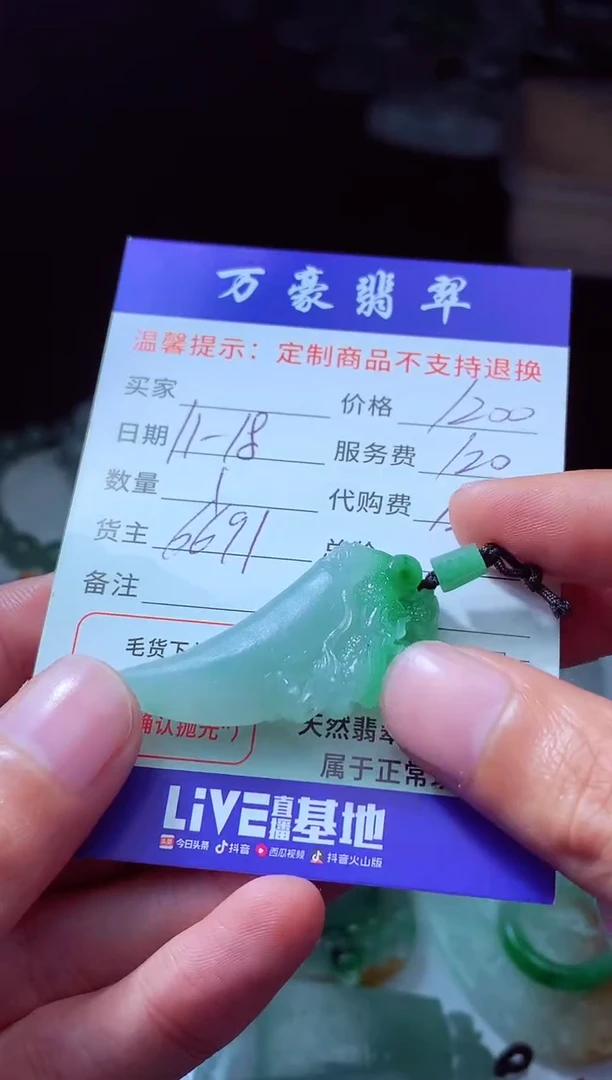 万豪翡翠
温馨提示：定制商品不支持退换
买家 价格 1200
日期 11-18 服务费 120
数量 1 代购费
货主 6691
备注
毛货下
确认抛光")
天然翡翠
属于正常
LiVE直播基地
今日头条 抖音 西瓜视频 抖音火山版